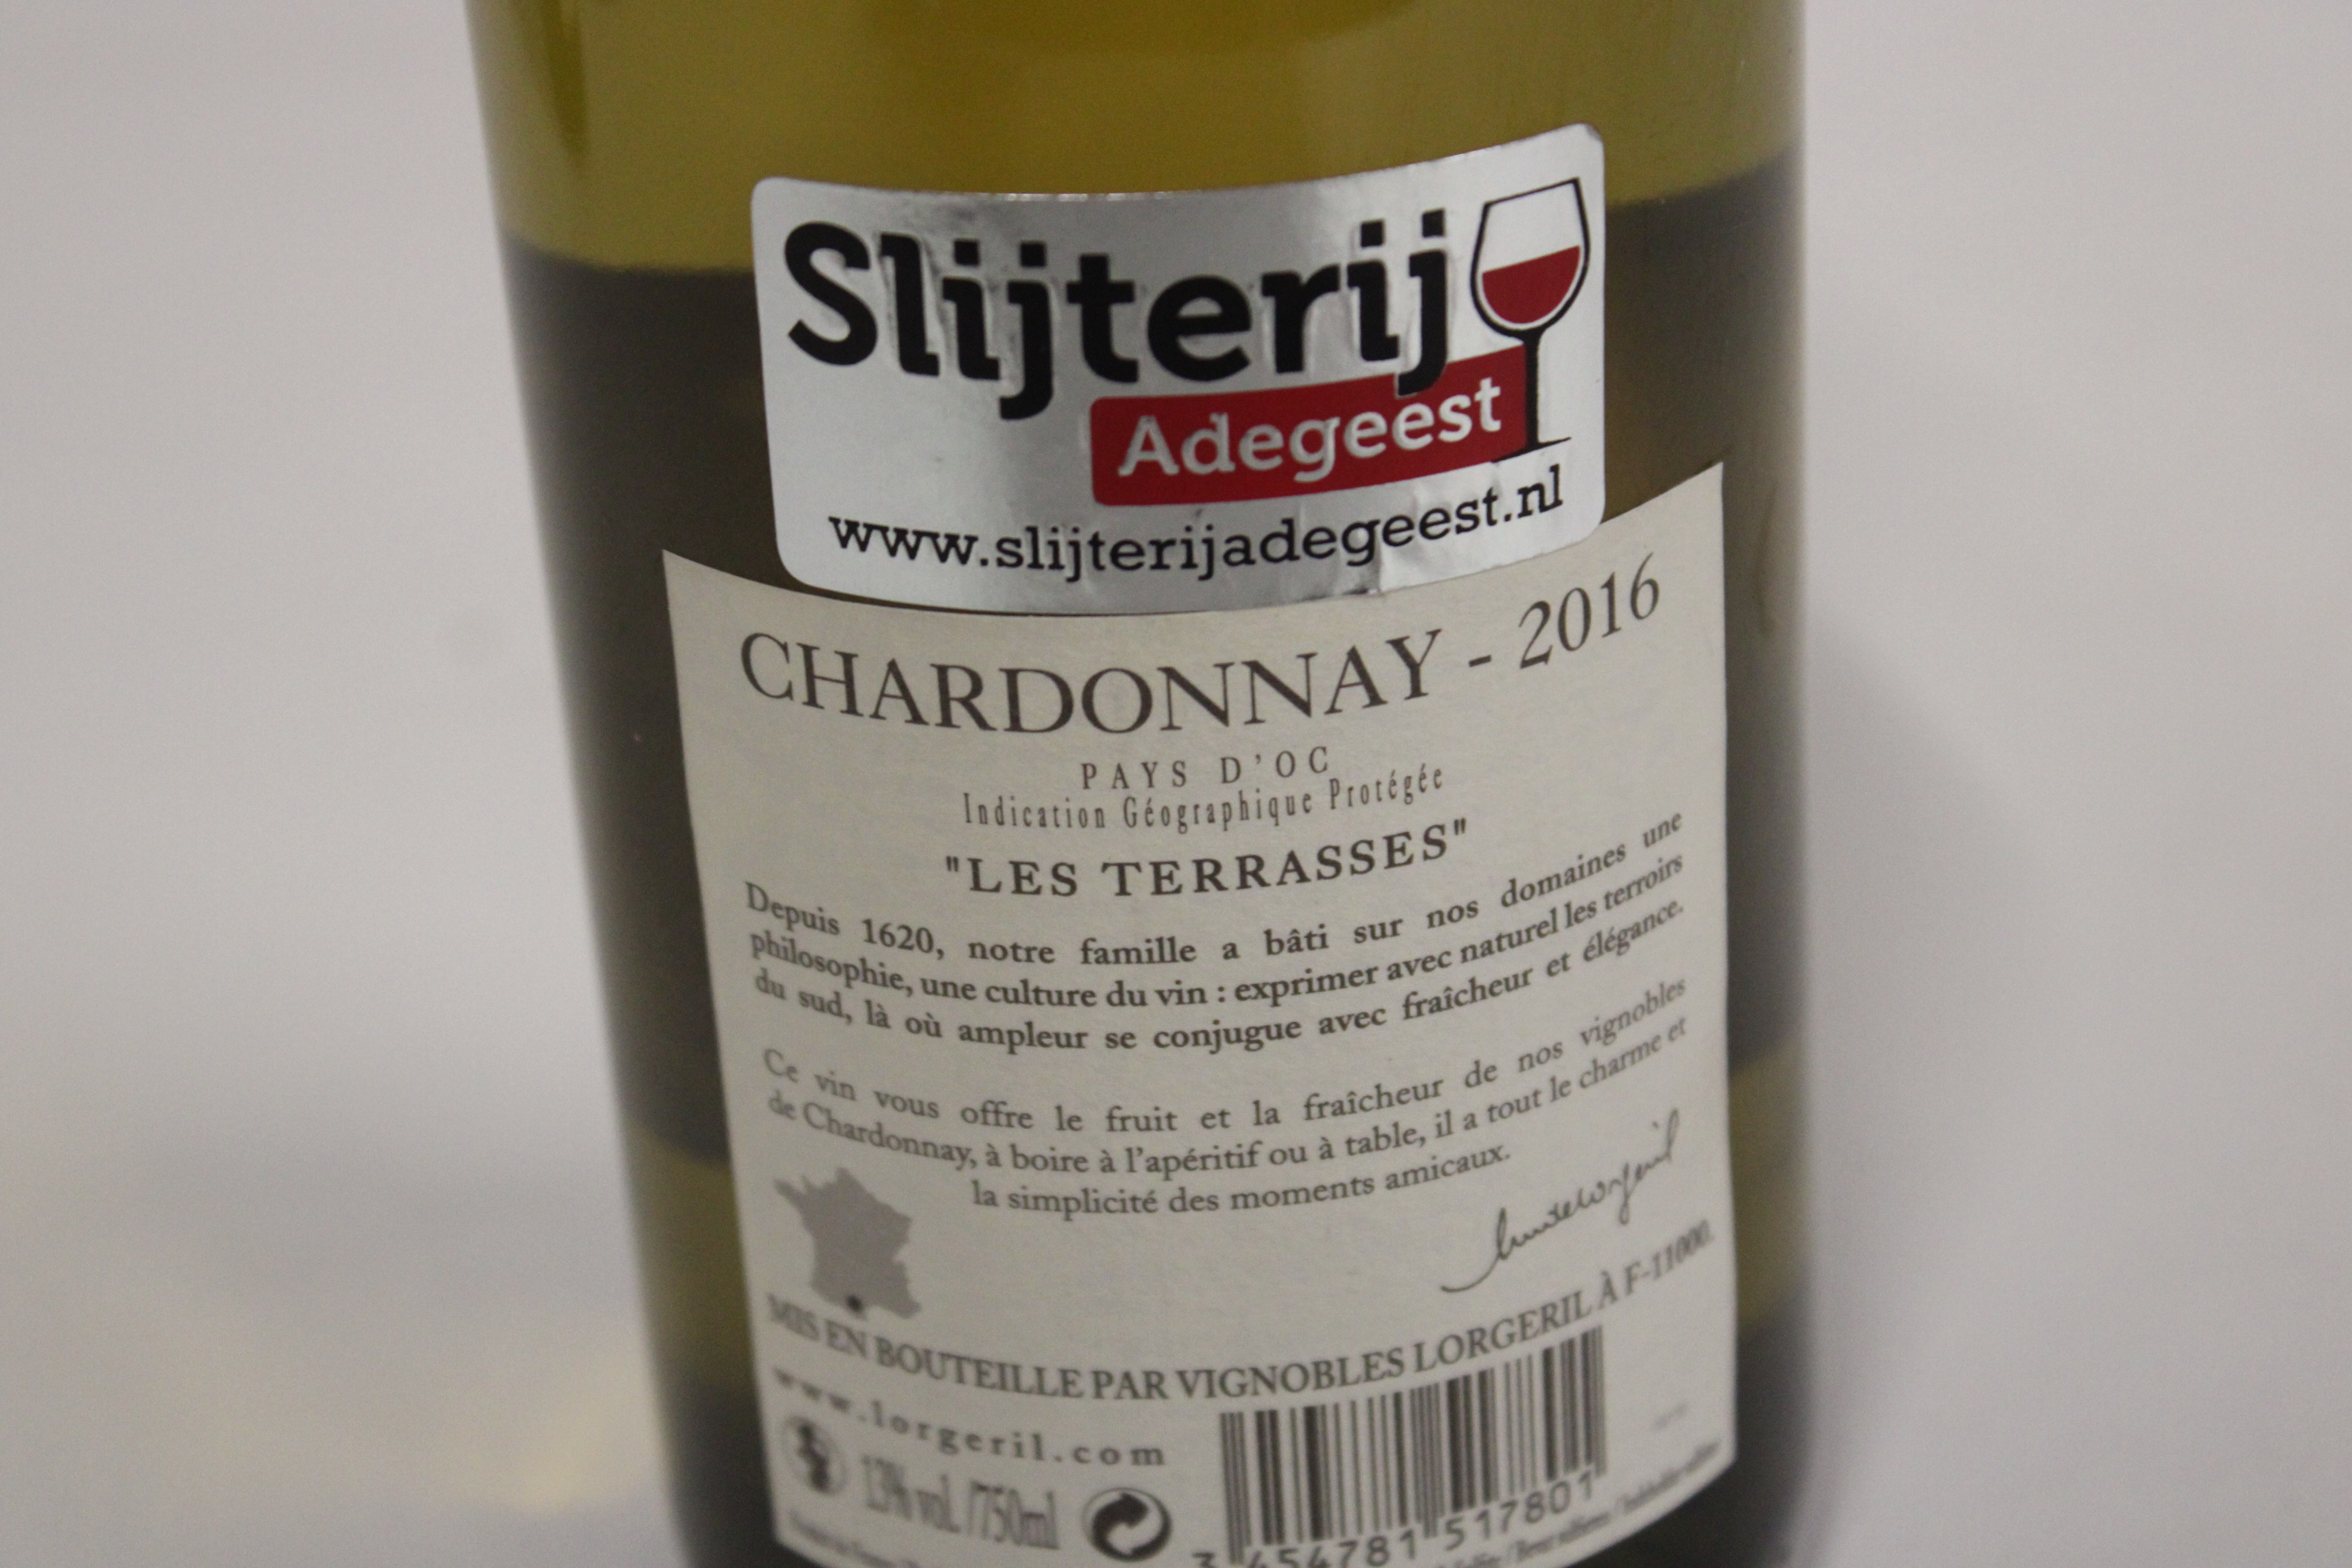 Slijterij
Adegeest
www.slijterijadegeest.nl
CHARDONNAY - 2016
PAYS D'OC
Indication Géographique Protégée
"LES TERRASSES"
Depuis 1620, notre famille a bâti sur nos domaines une
philosophie, une culture du vin : exprimer avec naturel les terroirs
du sud, là où ampleur se conjugue avec fraîcheur et élégance.
Ce vin vous offre le fruit et la fraîcheur de nos vignobles
de Chardonnay, à boire à l'apéritif ou à table, il a tout le charme et
la simplicité des moments amicaux.
MIS EN BOUTEILLE PAR VIGNOBLES LORGERIL À F-11000.
www.lorgeril.com
13% vol. /750ml
3 454781 517801